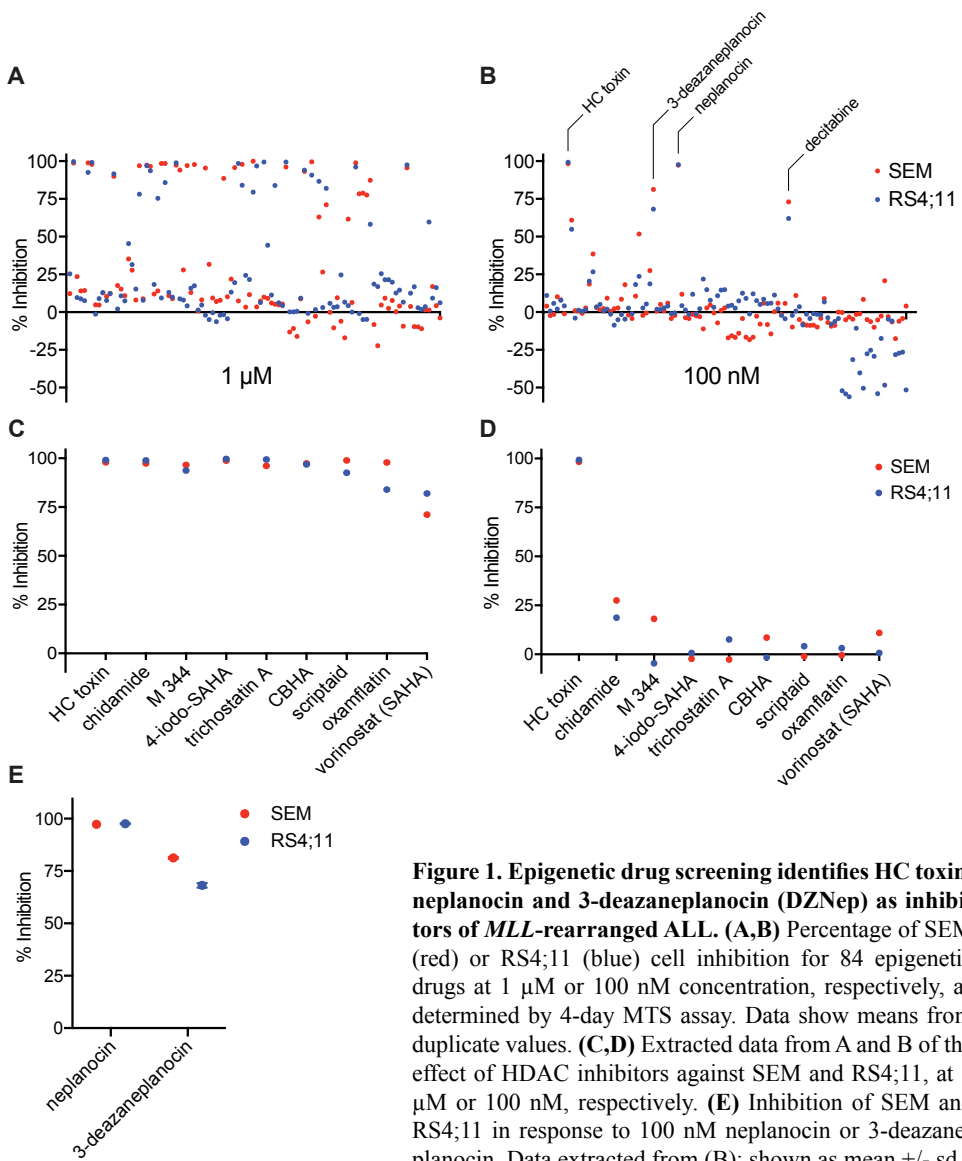 A
B
HC toxin
3-deazaneplanocin
neplanocin
decitabine
% Inhibition
100
75
50
25
0
-25
-50
1 µM
% Inhibition
100
75
50
25
0
-25
-50
100 nM
SEM
RS4;11
C
% Inhibition
100
75
50
25
0
HC toxin
chidamide
M 344
4-iodo-SAHA
trichostatin A
CBHA
scriptaid
oxamflatin
vorinostat (SAHA)
D
% Inhibition
100
75
50
25
0
SEM
RS4;11
HC toxin
chidamide
M 344
4-iodo-SAHA
trichostatin A
CBHA
scriptaid
oxamflatin
vorinostat (SAHA)
E
% Inhibition
100
75
50
25
0
SEM
RS4;11
neplanocin
3-deazaneplanocin
Figure 1. Epigenetic drug screening identifies HC toxin
neplanocin and 3-deazaneplanocin (DZNep) as inhibi
tors of MLL-rearranged ALL. (A,B) Percentage of SEM
(red) or RS4;11 (blue) cell inhibition for 84 epigeneti
drugs at 1 µM or 100 nM concentration, respectively, a
determined by 4-day MTS assay. Data show means from
duplicate values. (C,D) Extracted data from A and B of th
effect of HDAC inhibitors against SEM and RS4;11, at
µM or 100 nM, respectively. (E) Inhibition of SEM an
RS4;11 in response to 100 nM neplanocin or 3-deazane
planocin. Data extracted from (B); shown as mean +/- sd